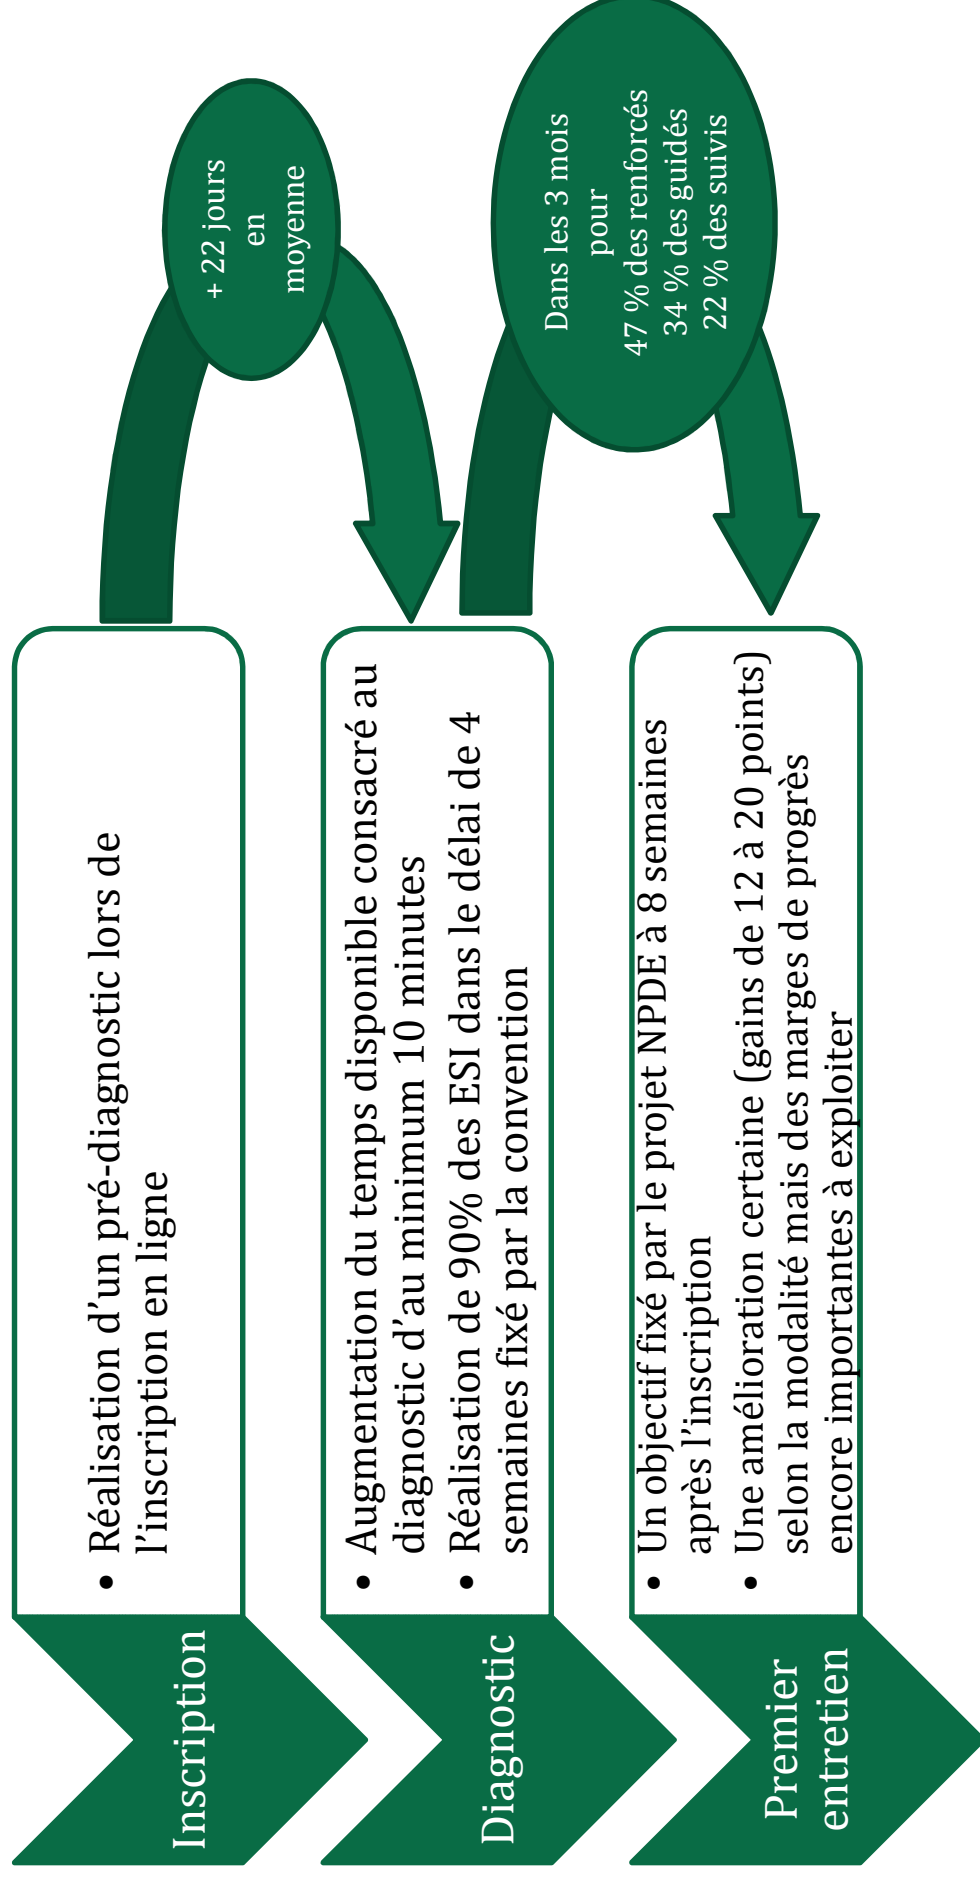 Inscription
• Réalisation d’un pré-diagnostic lors de
l’inscription en ligne
+ 22 jours
en
moyenne
Diagnostic
• Augmentation du temps disponible consacré au
diagnostic d’au minimum 10 minutes
• Réalisation de 90% des ESI dans le délai de 4
semaines fixé par la convention
Dans les 3 mois
pour
47 % des renforcés
34 % des guidés
22 % des suivis
Premier
entretien
• Un objectif fixé par le projet NPDE à 8 semaines
après l’inscription
• Une amélioration certaine (gains de 12 à 20 points)
selon la modalité mais des marges de progrès
encore importantes à exploiter